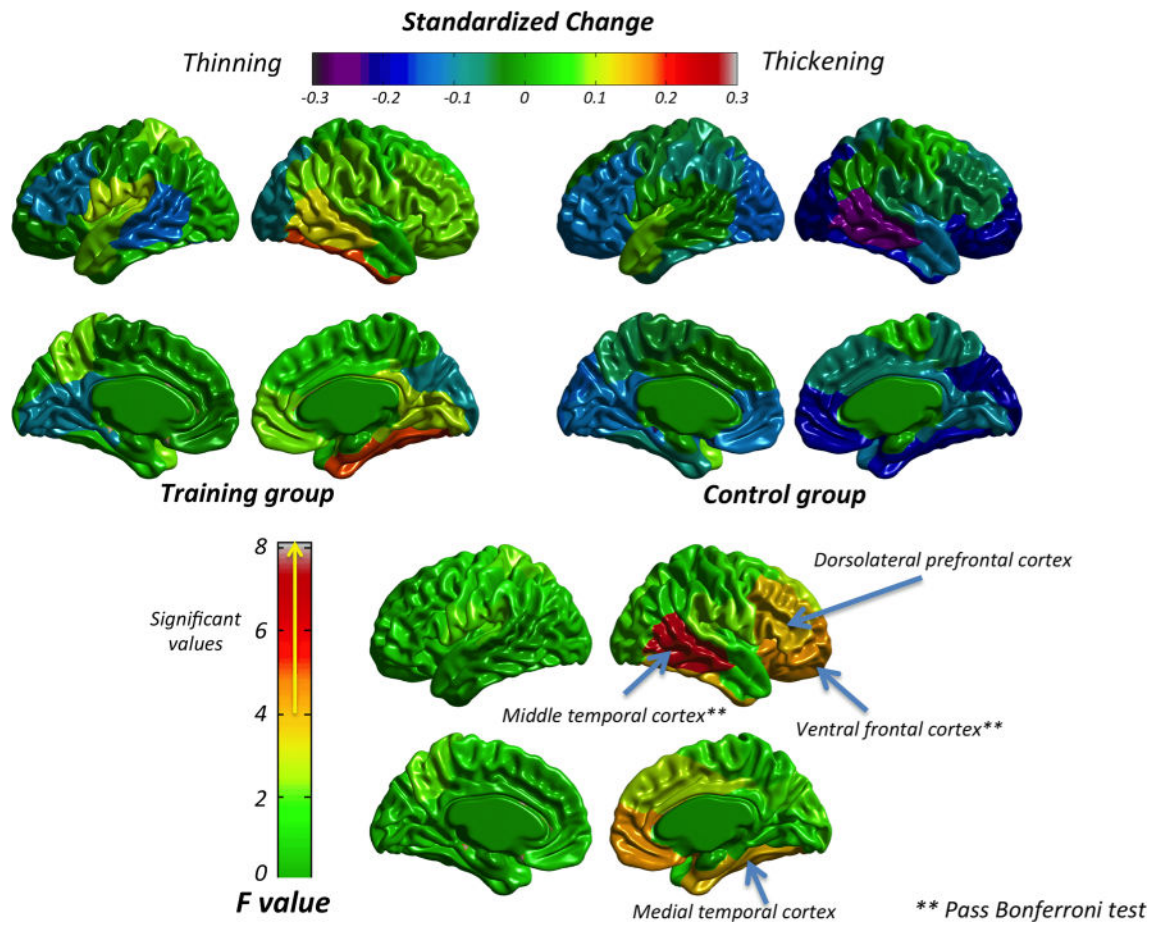 Standardized Change
Thinning
Thickening
-0.3 -0.2 -0.1 0 0.1 0.2 0.3
Training group
Control group
8
6
4
2
0
Significant
values
F value
Dorsolateral prefrontal cortex
Middle temporal cortex**
Ventral frontal cortex**
Medial temporal cortex
** Pass Bonferroni test